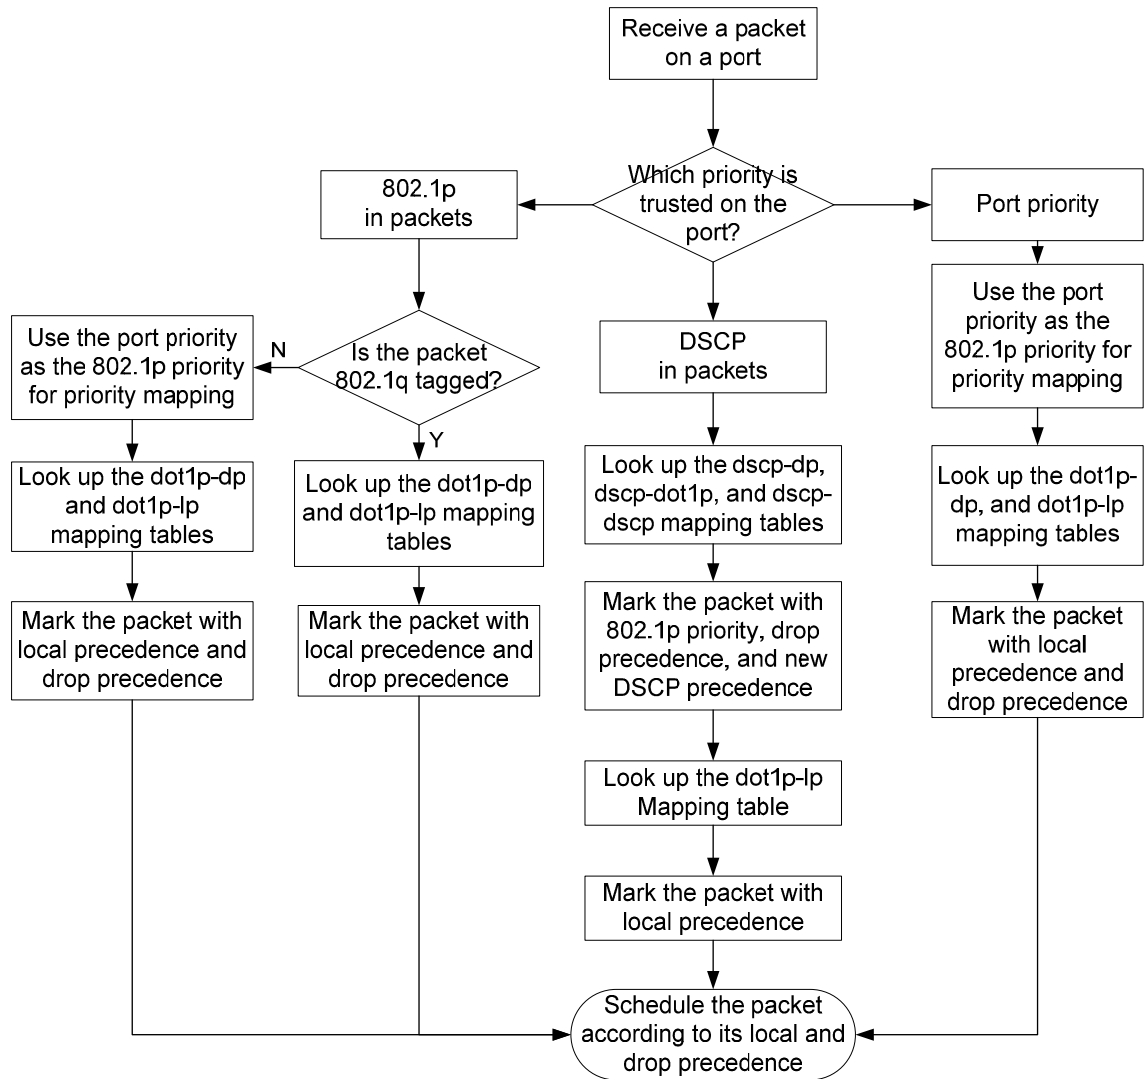 Receive a packet
on a port
Which priority is
trusted on the
port?
802.1p
in packets
Port priority
Use the port
priority as the
802.1p priority for
priority mapping
Use the port priority
as the 802.1p priority
for priority mapping
N
Is the packet
802.1q tagged?
Y
DSCP
in packets
Look up the dot1p-dp
and dot1p-lp
mapping tables
Look up the dot1p-dp
and dot1p-lp mapping
tables
Look up the dscp-dp,
dscp-dot1p, and dscp-
dscp mapping tables
Look up the dot1p-
dp, and dot1p-lp
mapping tables
Mark the packet with
local precedence and
drop precedence
Mark the packet with
local precedence and
drop precedence
Mark the packet with
802.1p priority, drop
precedence, and new
DSCP precedence
Mark the packet
with local
precedence and
drop precedence
Look up the dot1p-lp
Mapping table
Mark the packet with
local precedence
Schedule the packet
according to its local and
drop precedence